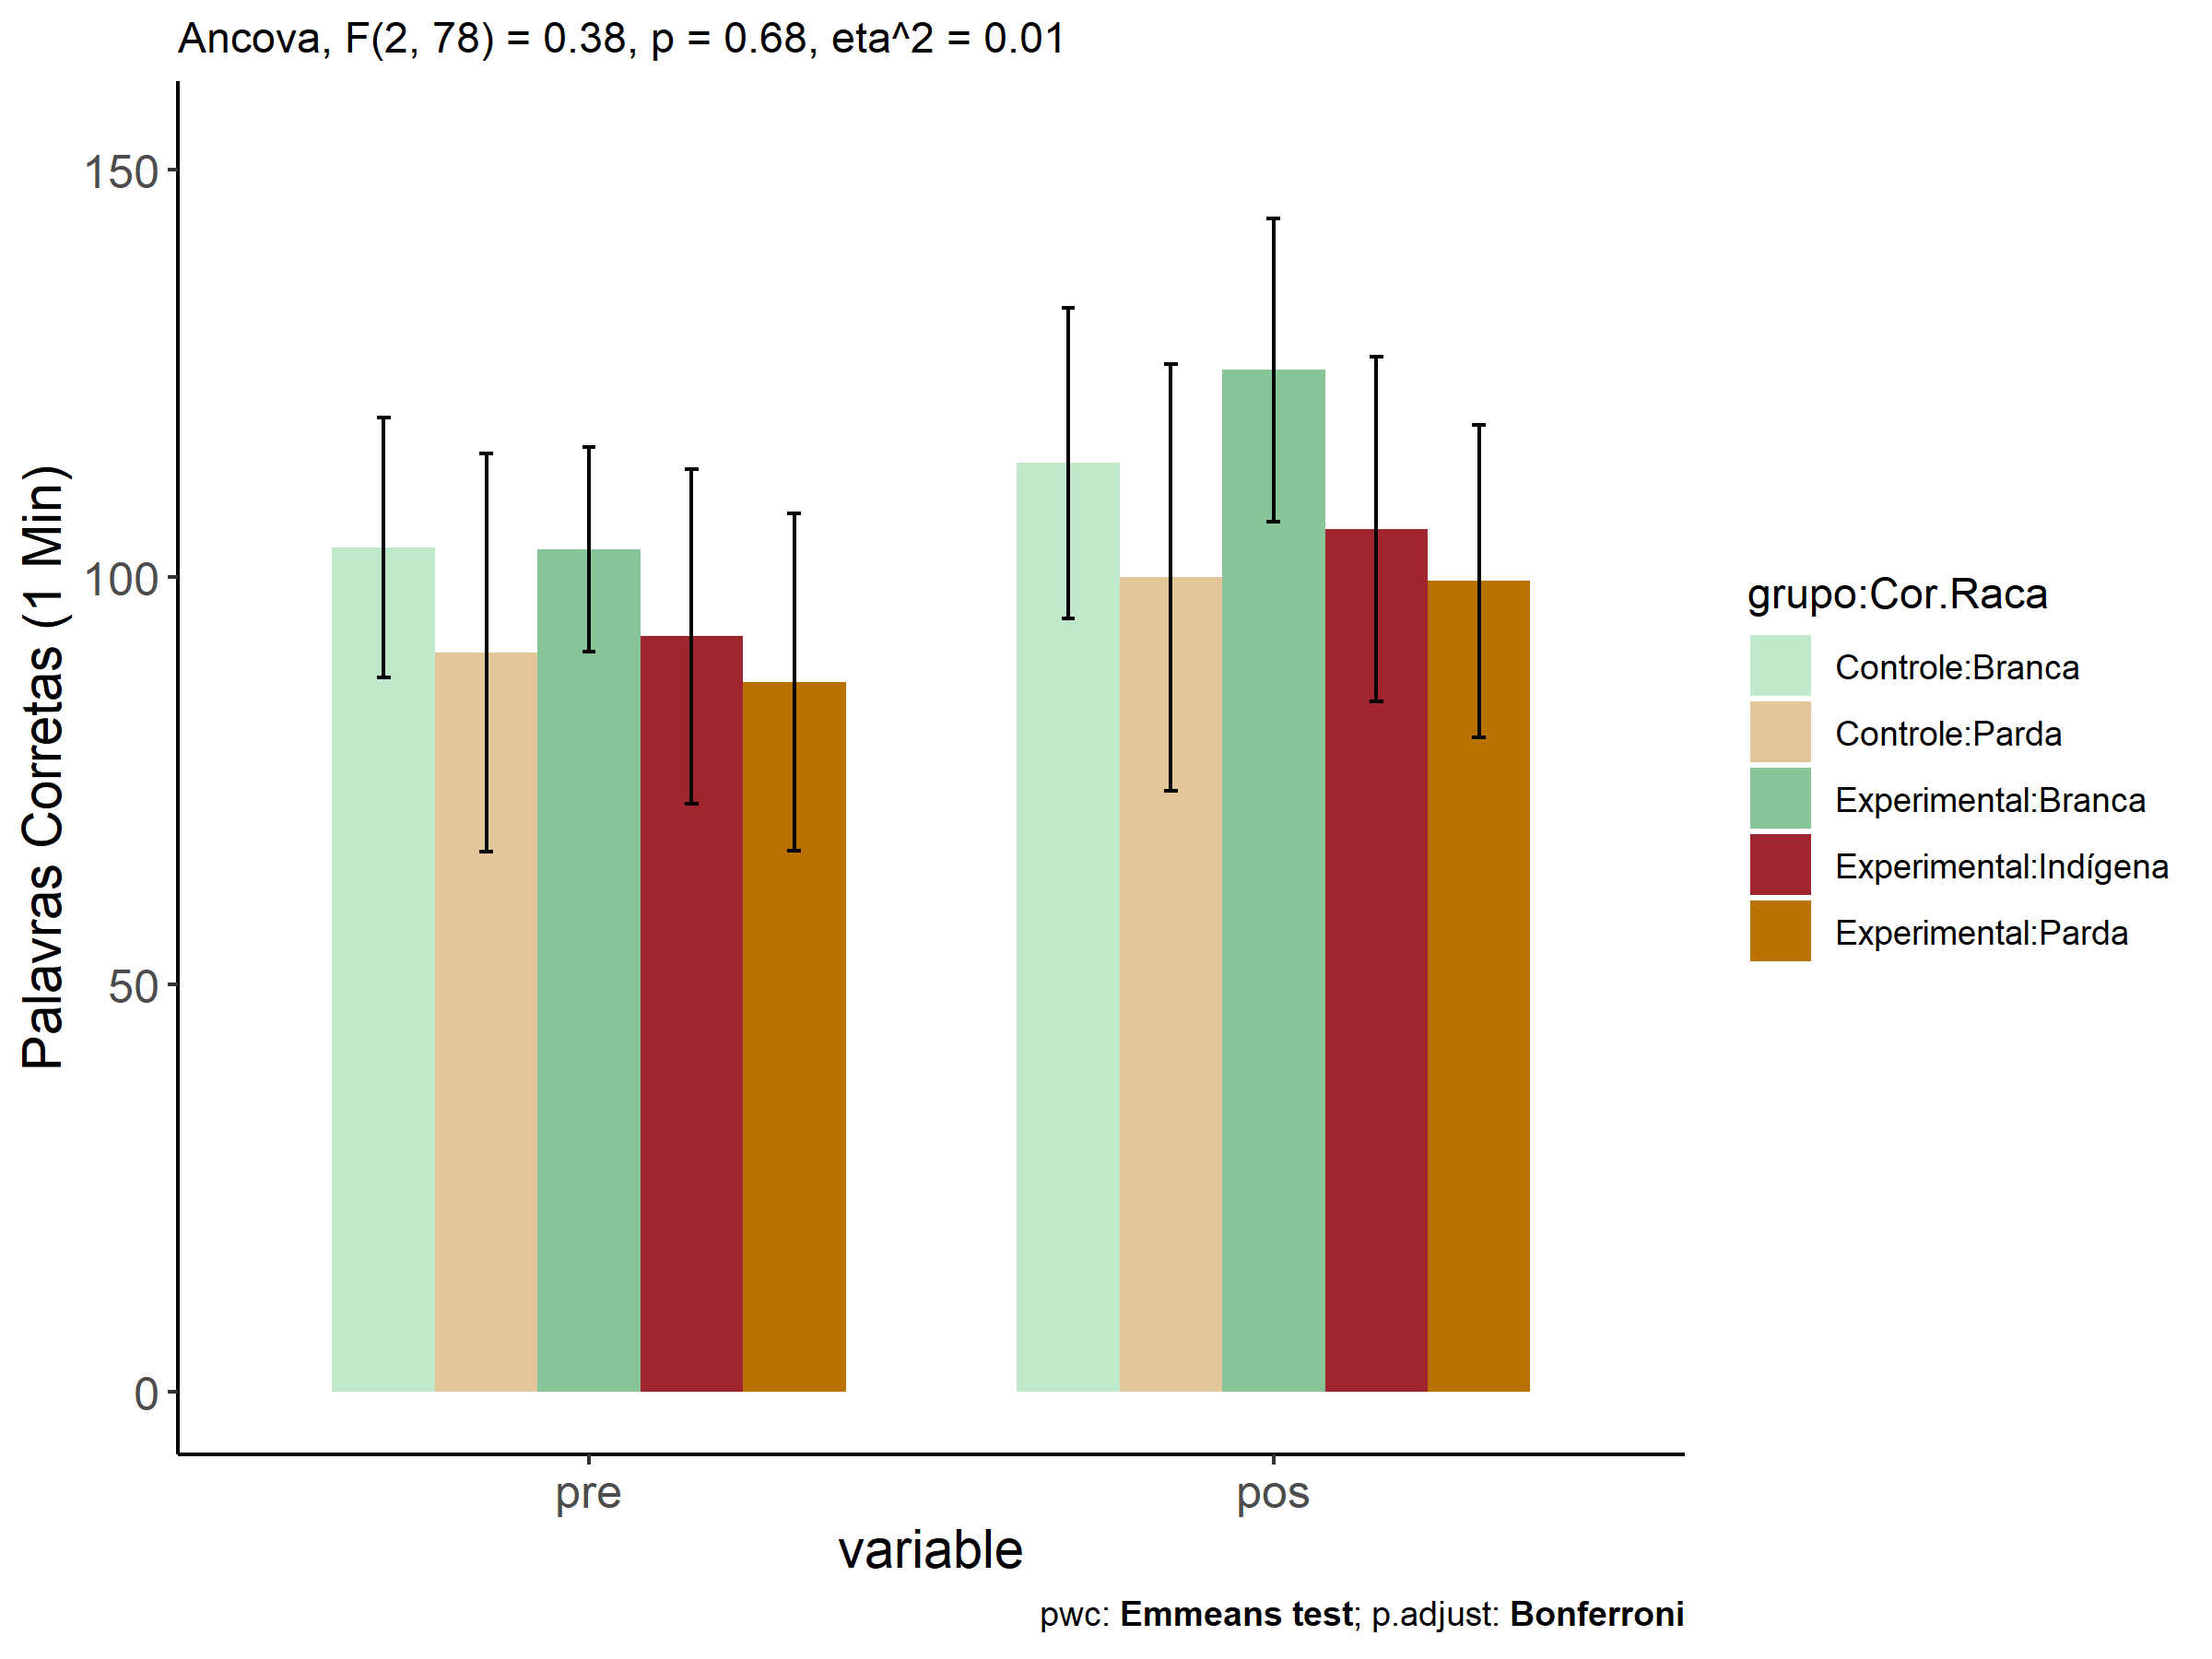 Ancova, F(2, 78) = 0.38, p = 0.68, eta^2 = 0.01
Palavras Corretas (1 Min)
150
100
50
0
pre
pos
variable
grupo:Cor.Raca
Controle:Branca
Controle:Parda
Experimental:Branca
Experimental:Indígena
Experimental:Parda
pwc: Emmeans test; p.adjust: Bonferroni